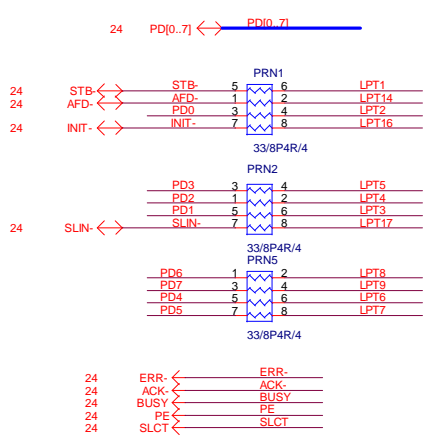 24 PD[0..7] PD[0..7]
PRN1
24 STB- STB- 5 6 LPT1
24 AFD- AFD- 1 2 LPT14
PD0 3 4 LPT2
24 INIT- INIT- 7 8 LPT16
33/8P4R/4
PRN2
PD3 3 4 LPT5
PD2 1 2 LPT4
PD1 5 6 LPT3
24 SLIN- SLIN- 7 8 LPT17
33/8P4R/4
PRN5
PD6 1 2 LPT8
PD7 3 4 LPT9
PD4 5 6 LPT6
PD5 7 8 LPT7
33/8P4R/4
24 ERR- ERR-
24 ACK- ACK-
24 BUSY BUSY
24 PE PE
24 SLCT SLCT